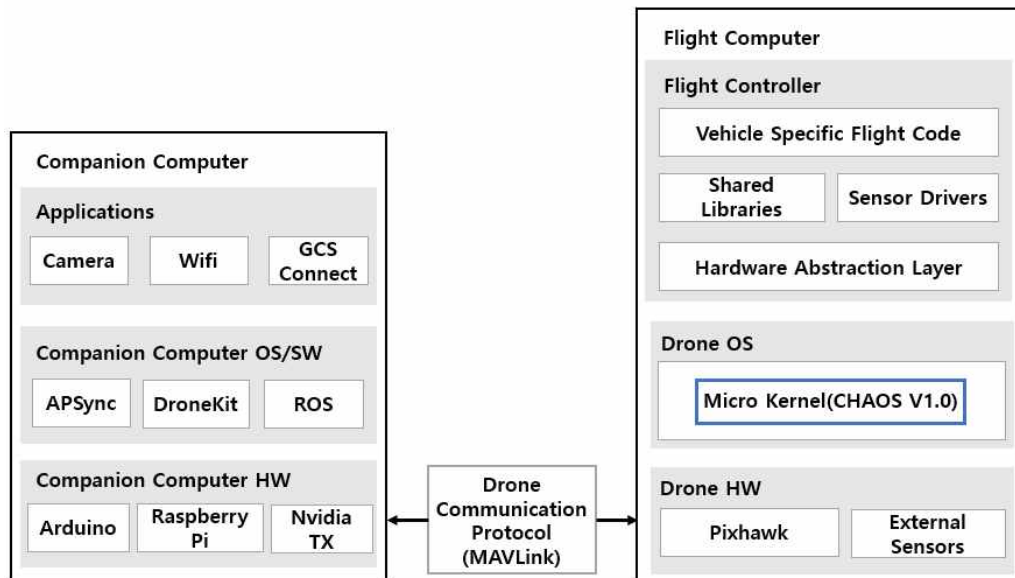 Companion Computer
Applications
Camera
Wifi
GCS
Connect
Companion Computer OS/SW
APSync
DroneKit
ROS
Companion Computer HW
Arduino
Raspberry
Pi
Nvidia
TX
Drone
Communication
Protocol
(MAVLink)
Flight Computer
Flight Controller
Vehicle Specific Flight Code
Shared
Libraries
Sensor Drivers
Hardware Abstraction Layer
Drone OS
Micro Kernel(CHAOS V1.0)
Drone HW
Pixhawk
External
Sensors